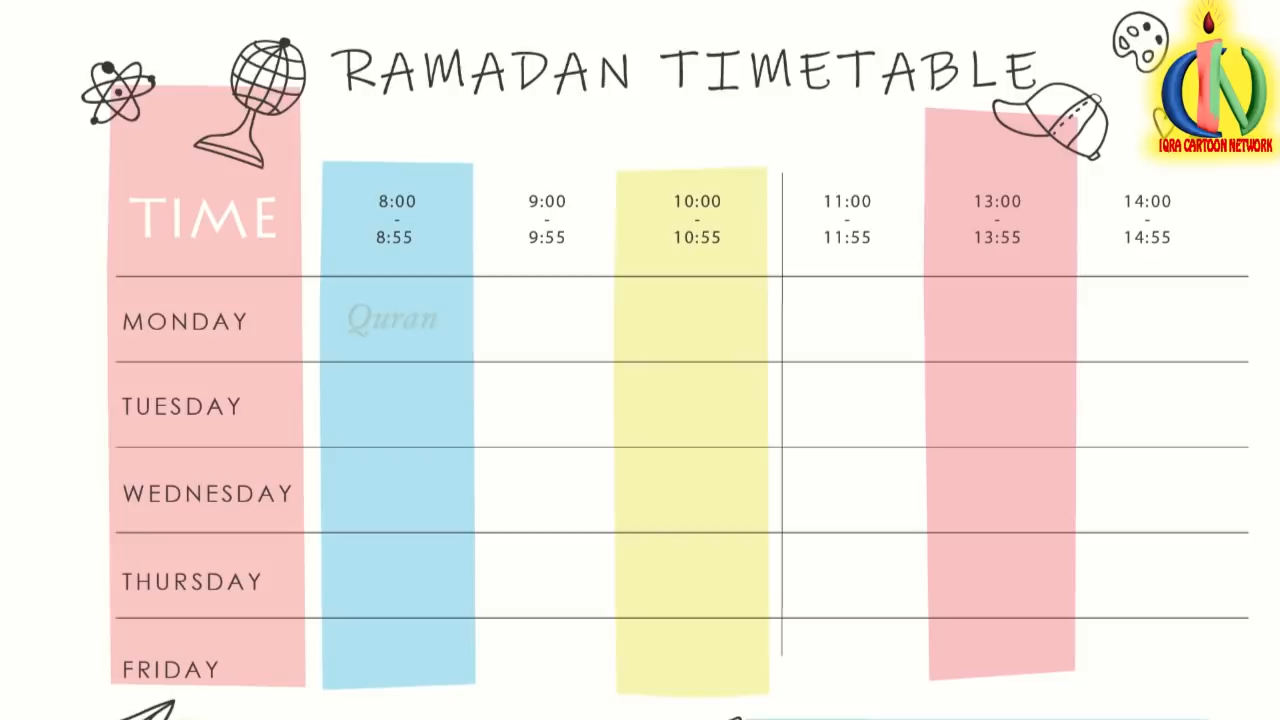 RAMADAN TIMETABLE
IQRA CARTOON NETWORK
TIME
8:00 - 8:55
9:00 - 9:55
10:00 - 10:55
11:00 - 11:55
13:00 - 13:55
14:00 - 14:55
MONDAY Quran
TUESDAY
WEDNESDAY
THURSDAY
FRIDAY